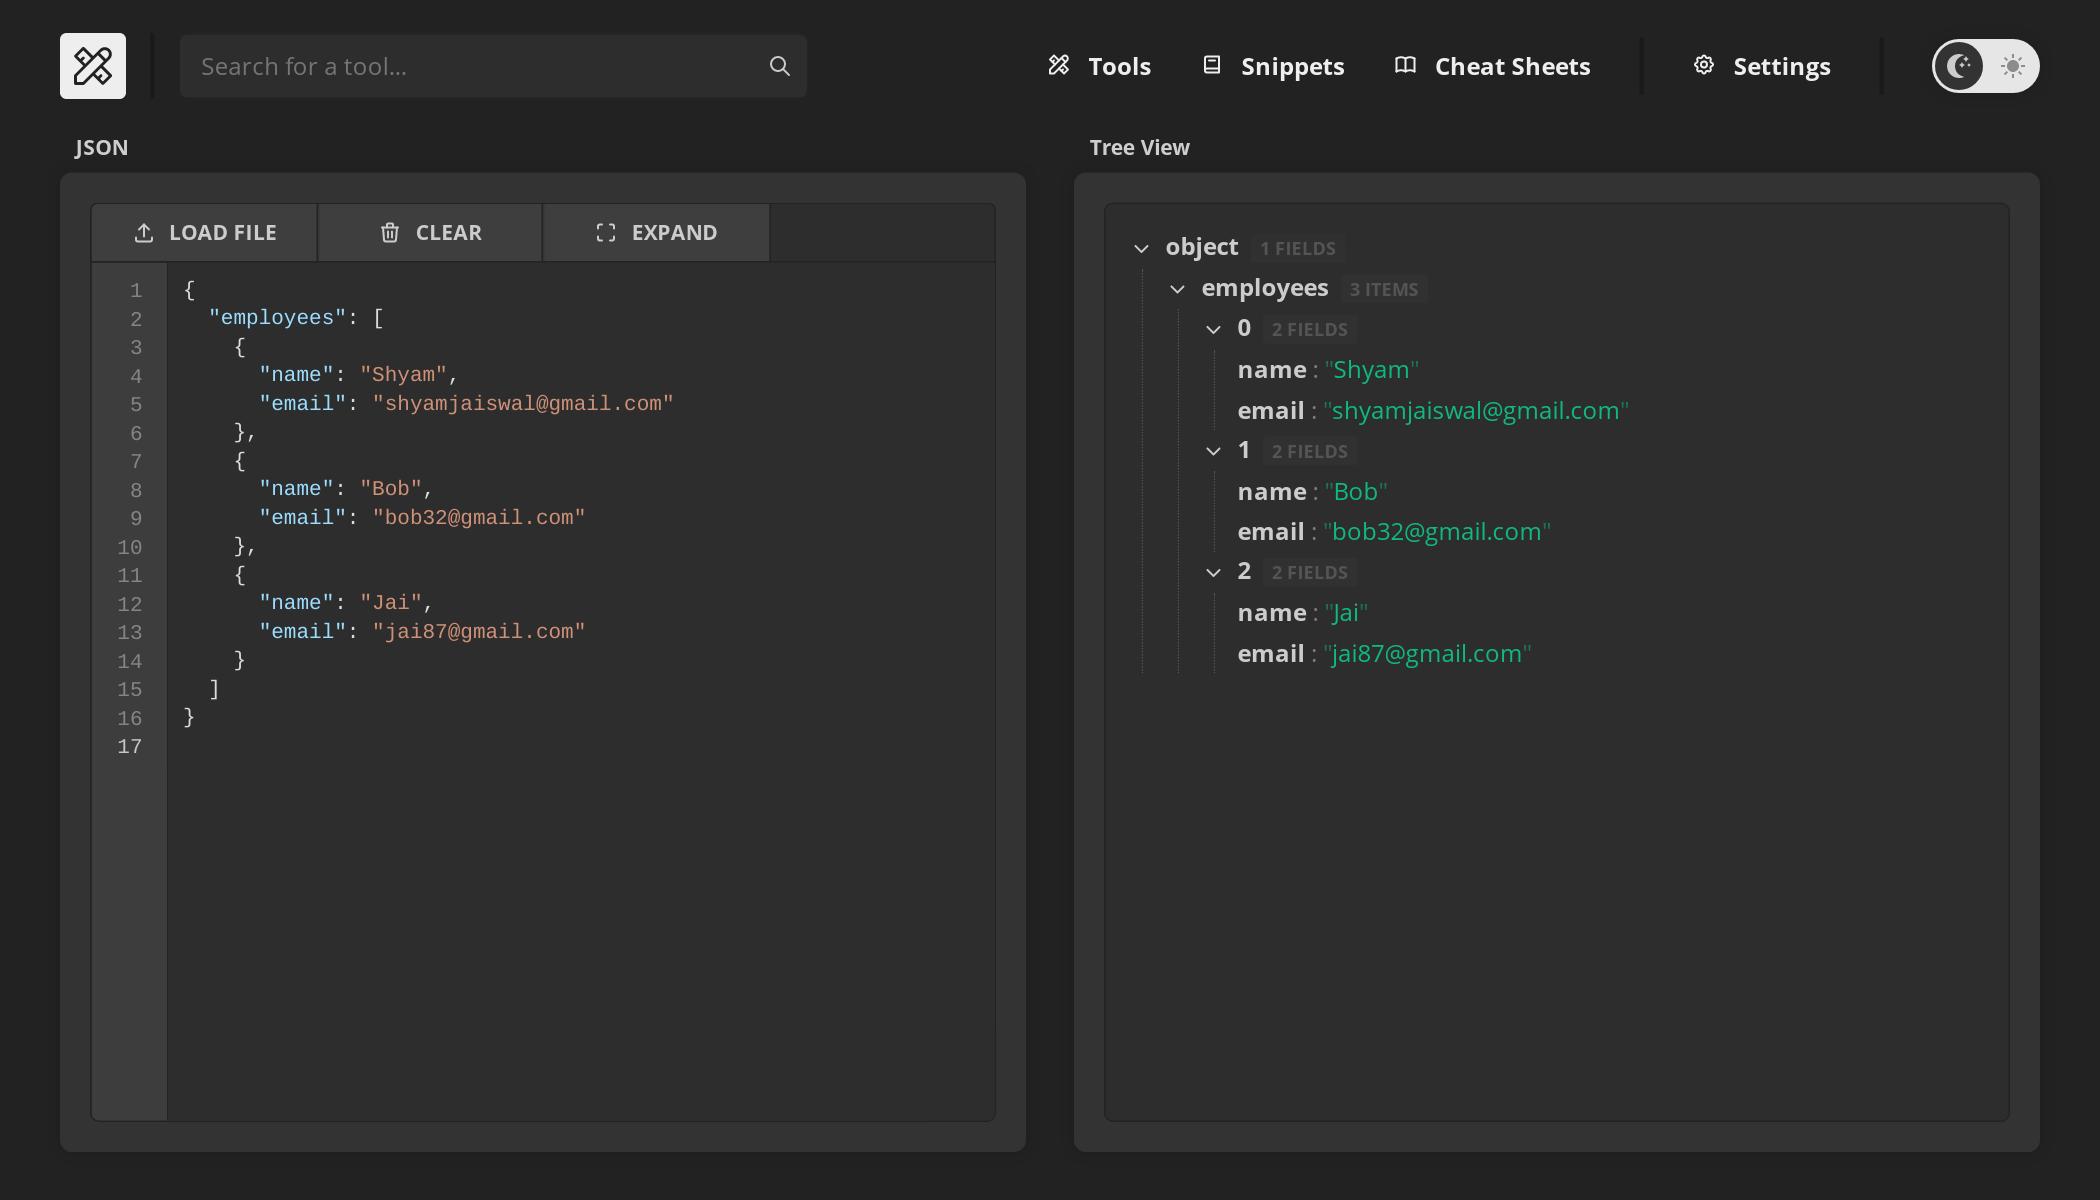 Search for a tool...
Tools
Snippets
Cheat Sheets
Settings
JSON
LOAD FILE
CLEAR
EXPAND
1 {
2   "employees": [
3     {
4       "name": "Shyam",
5       "email": "shyamjaiswal@gmail.com"
6     },
7     {
8       "name": "Bob",
9       "email": "bob32@gmail.com"
10     },
11     {
12       "name": "Jai",
13       "email": "jai87@gmail.com"
14     }
15   ]
16 }
17
Tree View
object 1 FIELDS
employees 3 ITEMS
0 2 FIELDS
name : "Shyam"
email : "shyamjaiswal@gmail.com"
1 2 FIELDS
name : "Bob"
email : "bob32@gmail.com"
2 2 FIELDS
name : "Jai"
email : "jai87@gmail.com"